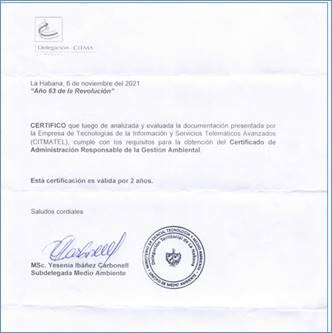 Delegación - CITMA
La Habana, 6 de noviembre del 2021
“Año 63 de la Revolución”
CERTIFICO que luego de analizada y evaluada la documentación presentada por
la Empresa de Tecnologías de la Información y Servicios Telemáticos Avanzados
(CITMATEL), cumple con los requisitos para la obtención del Certificado de
Administración Responsable de la Gestión Ambiental.
Esta certificación es válida por 2 años.
Saludos cordiales
MSc. Yesenia Ibáñez Carbonell
Subdelegada Medio Ambiente